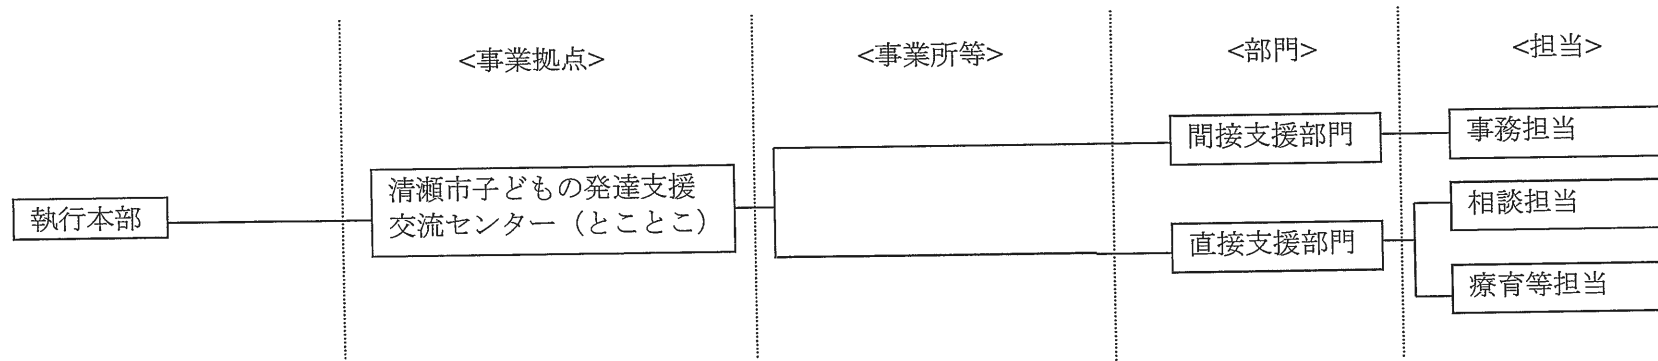 <事業拠点>
<事業所等>
<部門>
<担当>
執行本部
清瀬市子どもの発達支援
交流センター（とことこ）
間接支援部門
事務担当
直接支援部門
相談担当
療育等担当